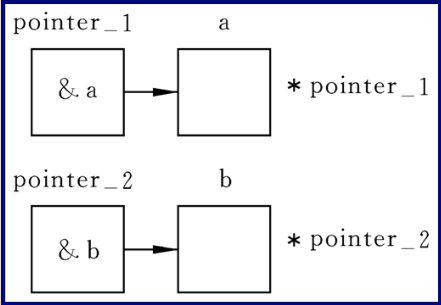 pointer_1 a
&a * pointer_1
pointer_2 b
&b * pointer_2